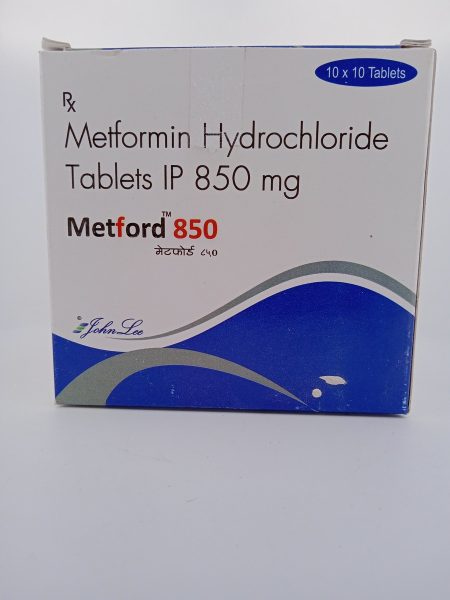 10 x 10 Tablets
Rx
Metformin Hydrochloride
Tablets IP 850 mg
Metford™ 850
मेटफोर्ड ८५०
© John Lee